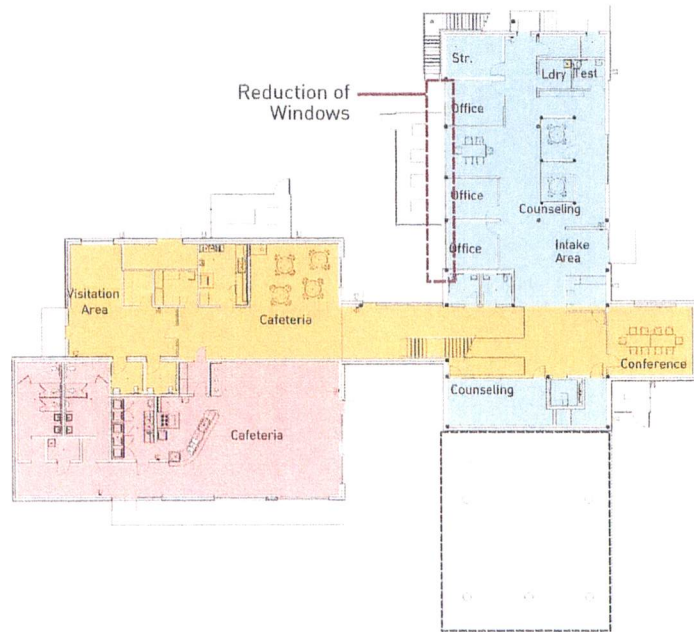 Str.
Ldry
Test
Reduction of
Windows
Office
Office
Counseling
Office
Intake
Area
Visitation
Area
Cafeteria
Conference
Counseling
Cafeteria